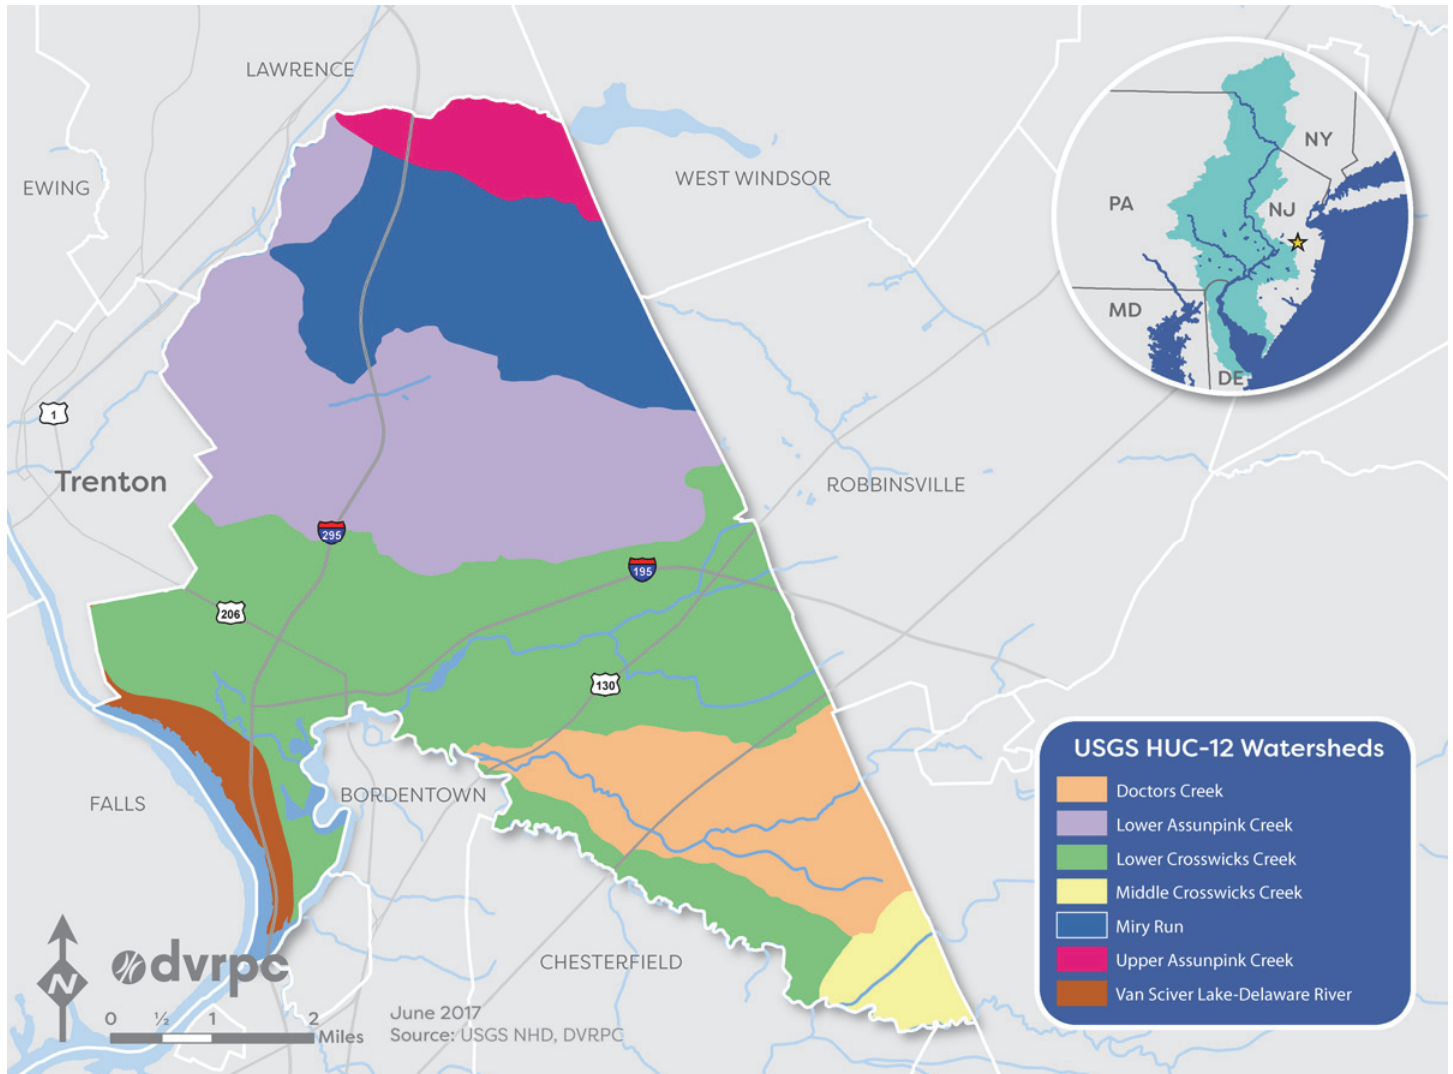 LAWRENCE
EWING
WEST WINDSOR
NY
PA
NJ
MD
DE
1
Trenton
ROBBINSVILLE
295
195
206
130
FALLS
BORDENTOWN
CHESTERFIELD
USGS HUC-12 Watersheds
Doctors Creek
Lower Assunpink Creek
Lower Crosswicks Creek
Middle Crosswicks Creek
Miry Run
Upper Assunpink Creek
Van Sciver Lake-Delaware River
N
dvrpc
0 ½ 1 2
Miles
June 2017
Source: USGS NHD, DVRPC